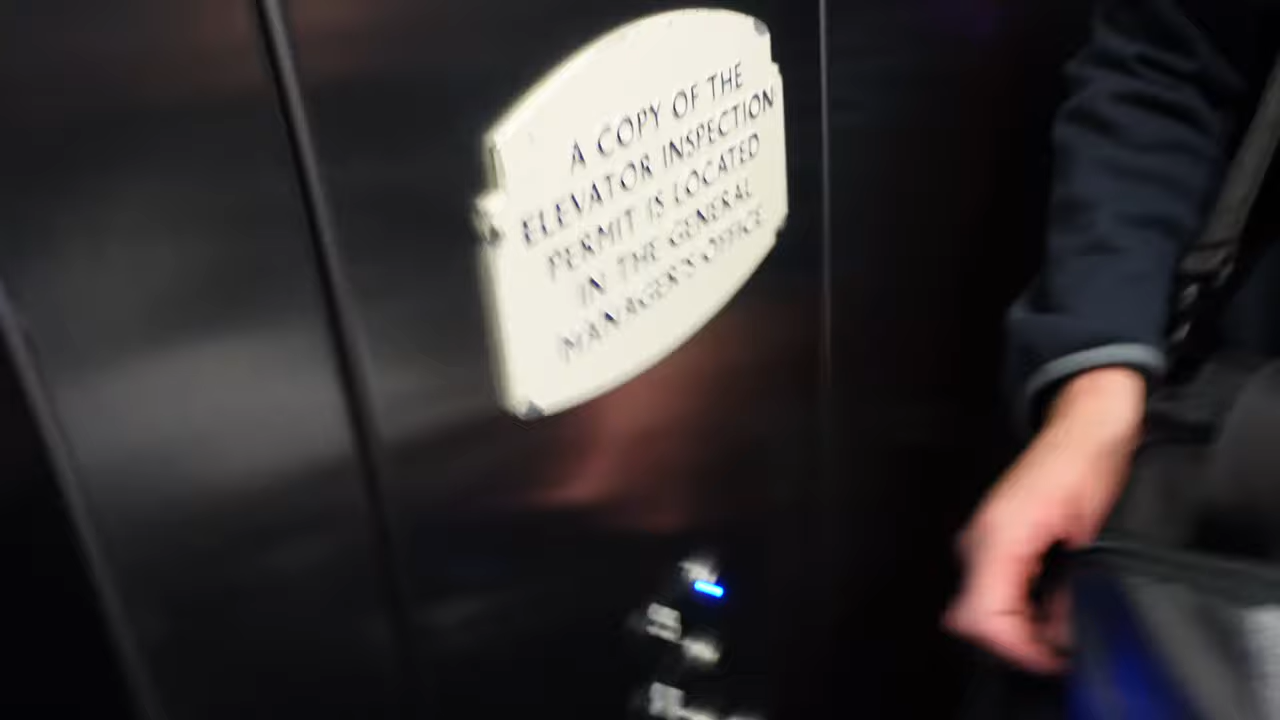 A COPY OF THE
ELEVATOR INSPECTION
PERMIT IS LOCATED
IN THE GENERAL
MANAGER'S OFFICE